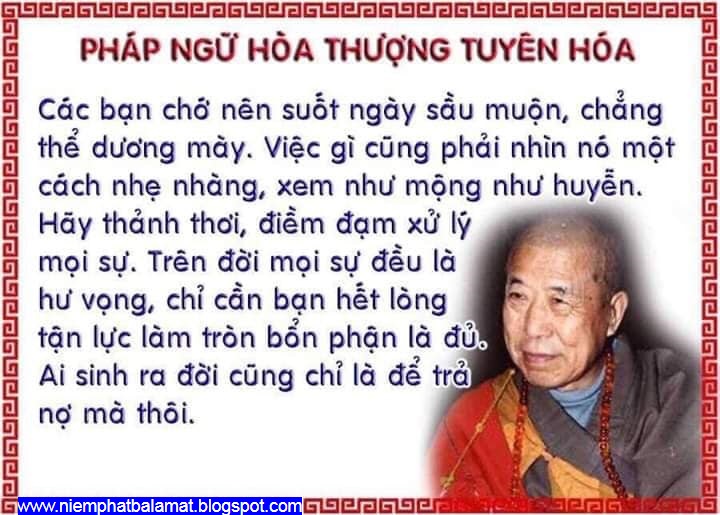 PHÁP NGỮ HÒA THƯỢNG TUYÊN HÓA
Các bạn chớ nên suốt ngày sầu muộn, chẳng
thể dương mày. Việc gì cũng phải nhìn nó một
cách nhẹ nhàng, xem như mộng như huyễn.
Hãy thảnh thơi, điềm đạm xử lý
mọi sự. Trên đời mọi sự đều là
hư vọng, chỉ cần bạn hết lòng
tận lực làm tròn bổn phận là đủ.
Ai sinh ra đời cũng chỉ là để trả
nợ mà thôi.
www.niemphatbalamat.blogspot.com